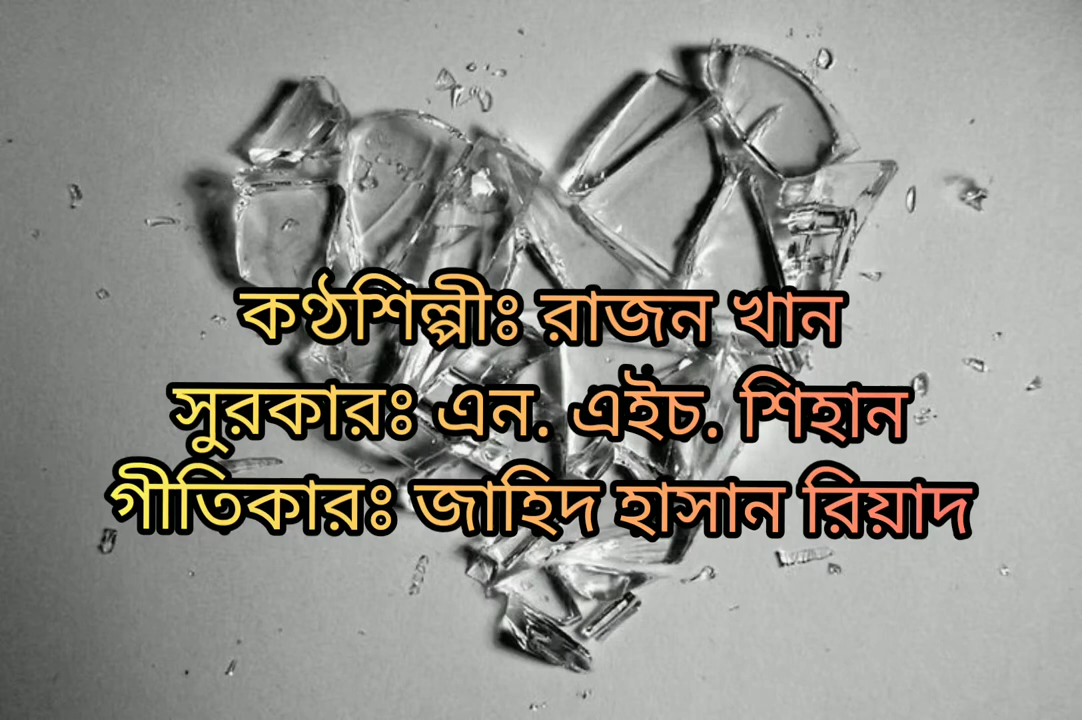 কণ্ঠশিল্পীঃ রাজন খান
সুরকারঃ এন. এইচ. শিহান
গীতিকারঃ জাহিদ হাসান রিয়াদ